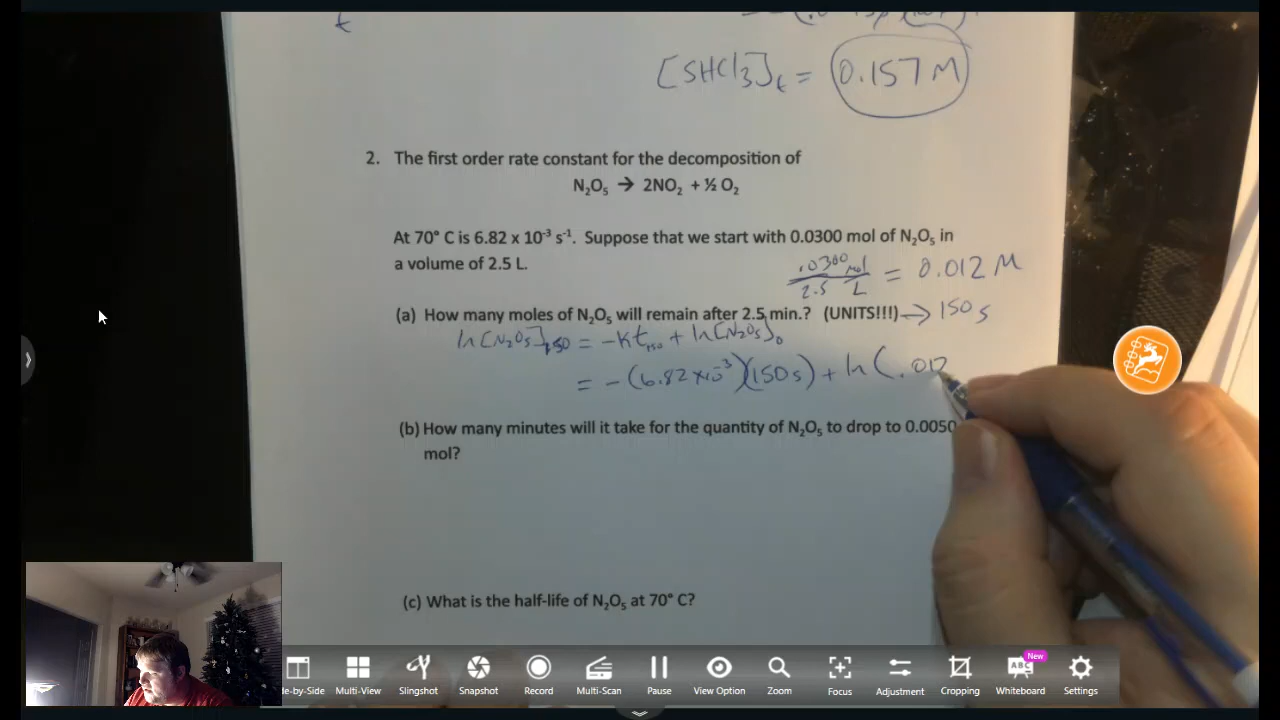 [SHCl3]t = 0.157 M
2. The first order rate constant for the decomposition of
N₂O₅ → 2NO₂ + ½ O₂
At 70° C is 6.82 x 10⁻³ s⁻¹. Suppose that we start with 0.0300 mol of N₂O₅ in
a volume of 2.5 L.
.0300 mol / 2.5 L = 0.012 M
(a) How many moles of N₂O₅ will remain after 2.5 min.? (UNITS!!!) → 150 s
ln[N₂O₅]150 = -Kt150 + ln[N₂O₅]0
= -(6.82 x10⁻³)(150s) + ln(.012
(b) How many minutes will it take for the quantity of N₂O₅ to drop to 0.0050
mol?
(c) What is the half-life of N₂O₅ at 70° C?
de-by-Side Multi-View Slingshot Snapshot Record Multi-Scan Pause View Option Zoom Focus Adjustment Cropping New ABC Whiteboard Settings